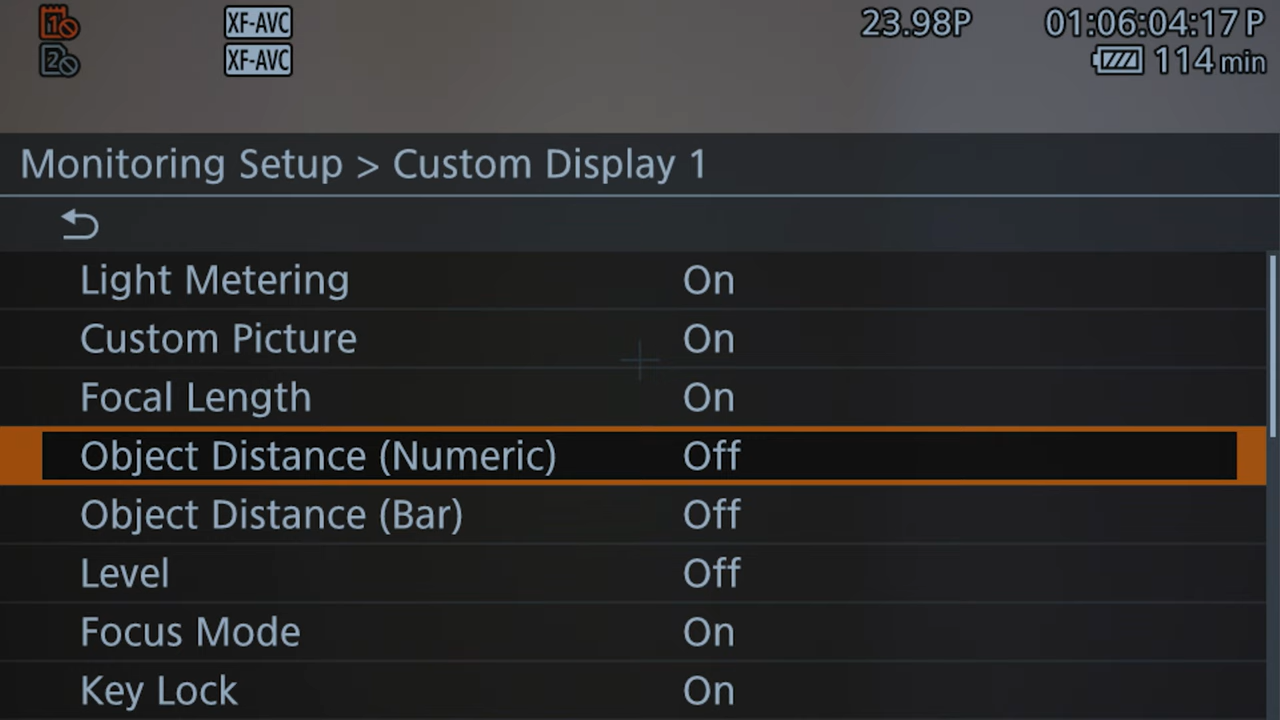 1 XF-AVC 23.98P 01:06:04:17 P
2 XF-AVC 114 min
Monitoring Setup > Custom Display 1
Light Metering On
Custom Picture On
Focal Length On
Object Distance (Numeric) Off
Object Distance (Bar) Off
Level Off
Focus Mode On
Key Lock On